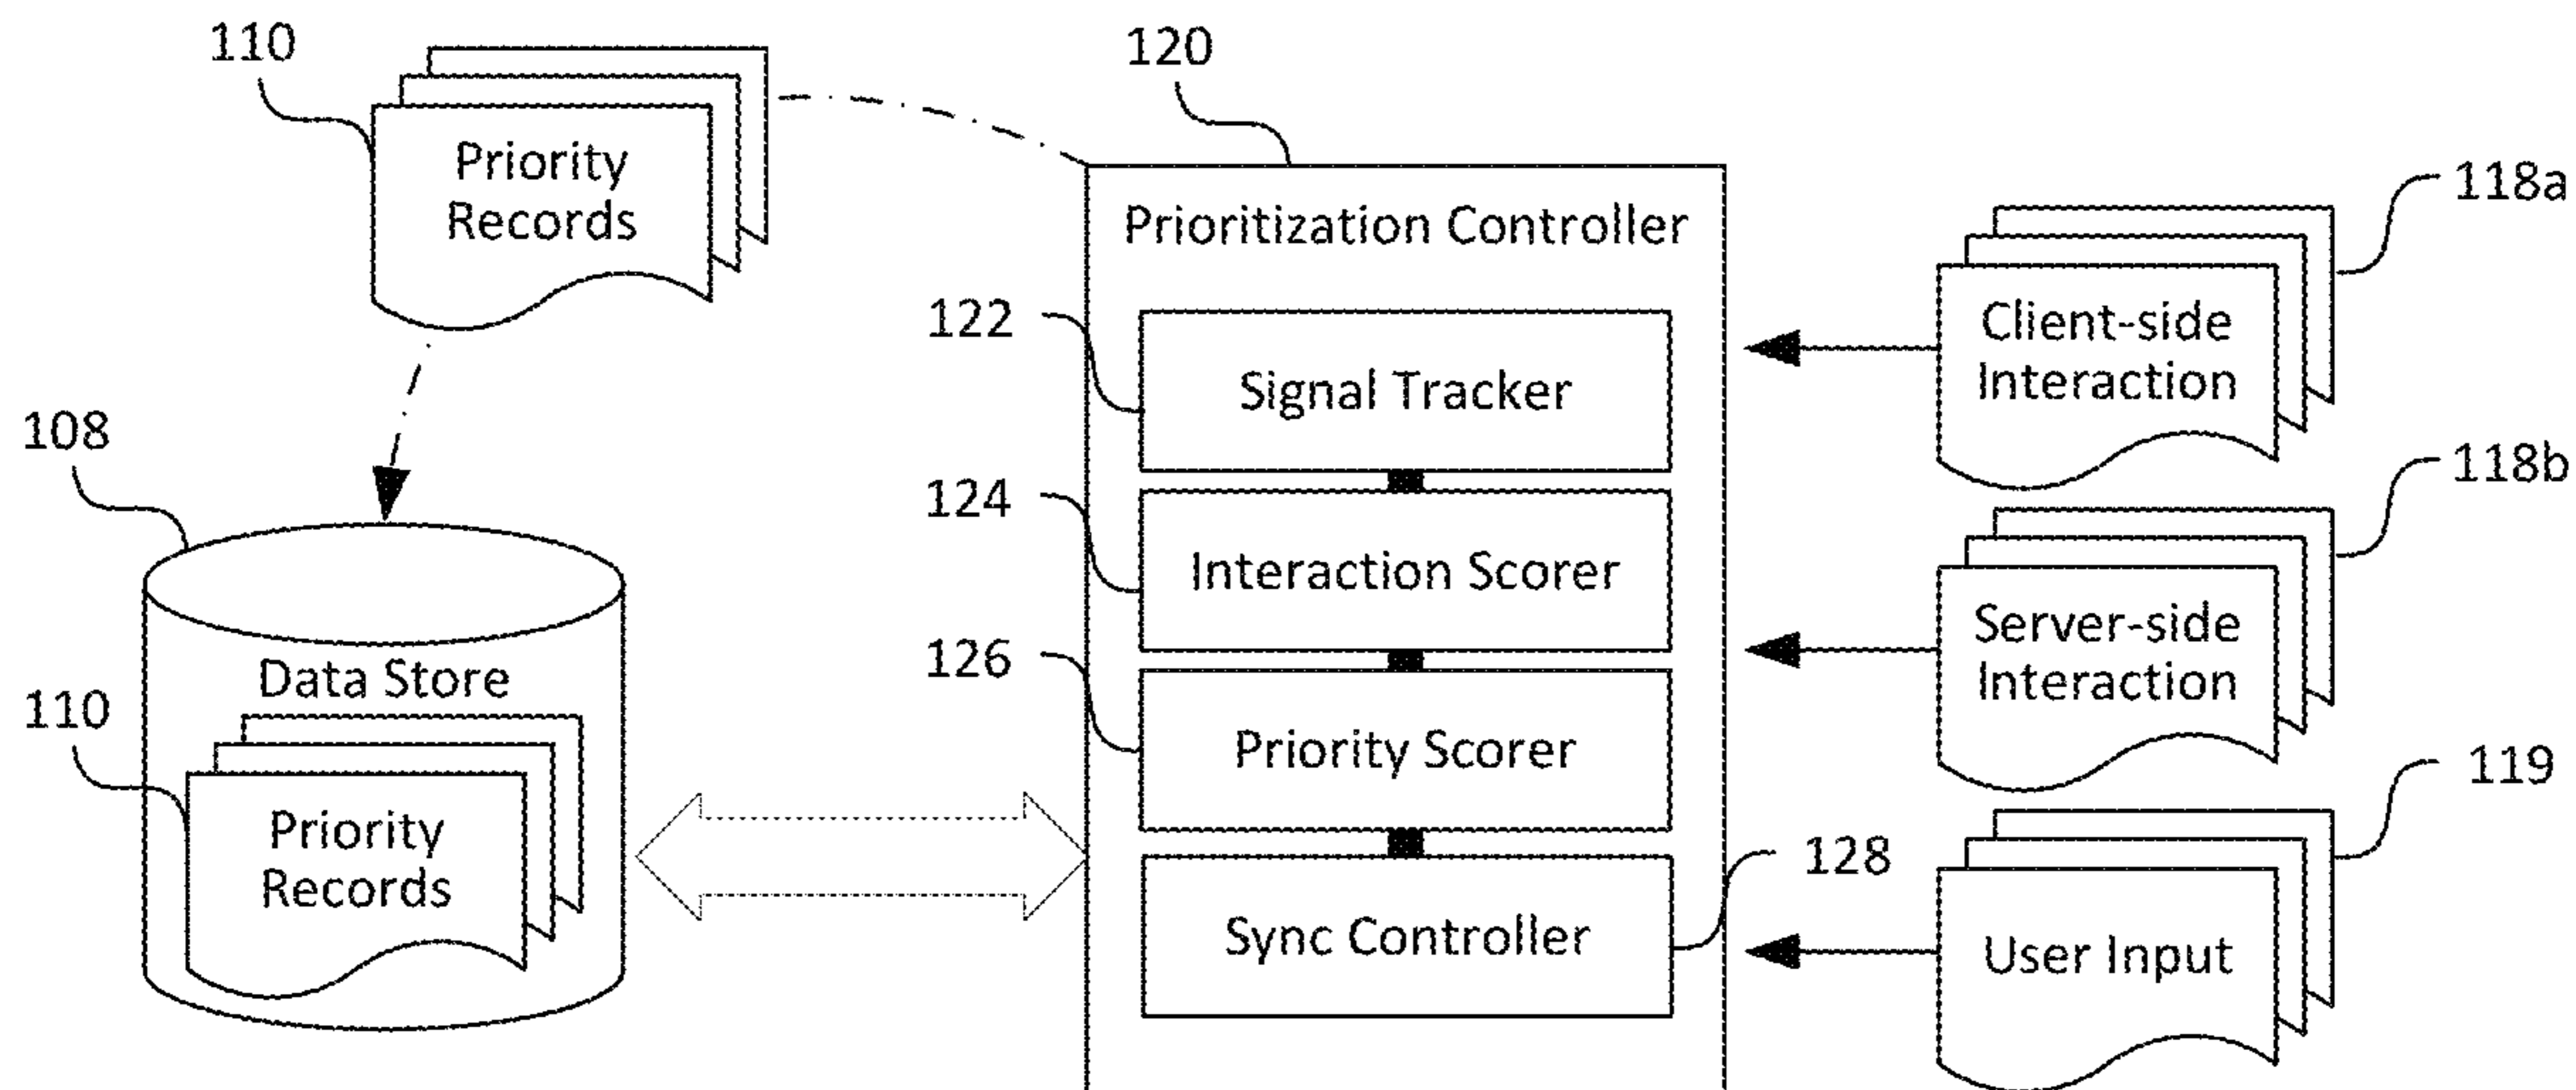 110
Priority
Records
120
Prioritization Controller
118a
Client-side
Interaction
122
Signal Tracker
108
124
Interaction Scorer
118b
Server-side
Interaction
Data Store
126
Priority Scorer
110
Priority
Records
119
128
Sync Controller
User Input